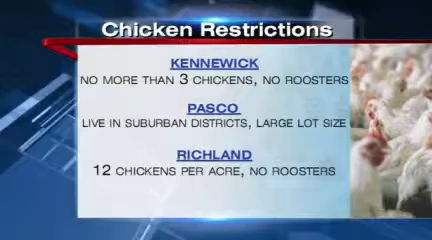 Chicken Restrictions
KENNEWICK
NO MORE THAN 3 CHICKENS, NO ROOSTERS
PASCO
LIVE IN SUBURBAN DISTRICTS, LARGE LOT SIZE
RICHLAND
12 CHICKENS PER ACRE, NO ROOSTERS